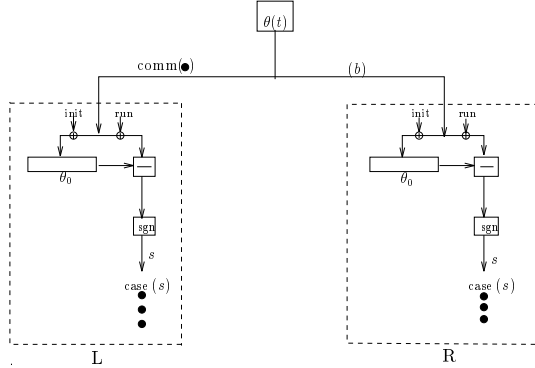 θ(t)
comm(●)
(b)
init run
init run
θ₀
—
θ₀
—
sgn
sgn
s
s
case (s)
case (s)
L
R